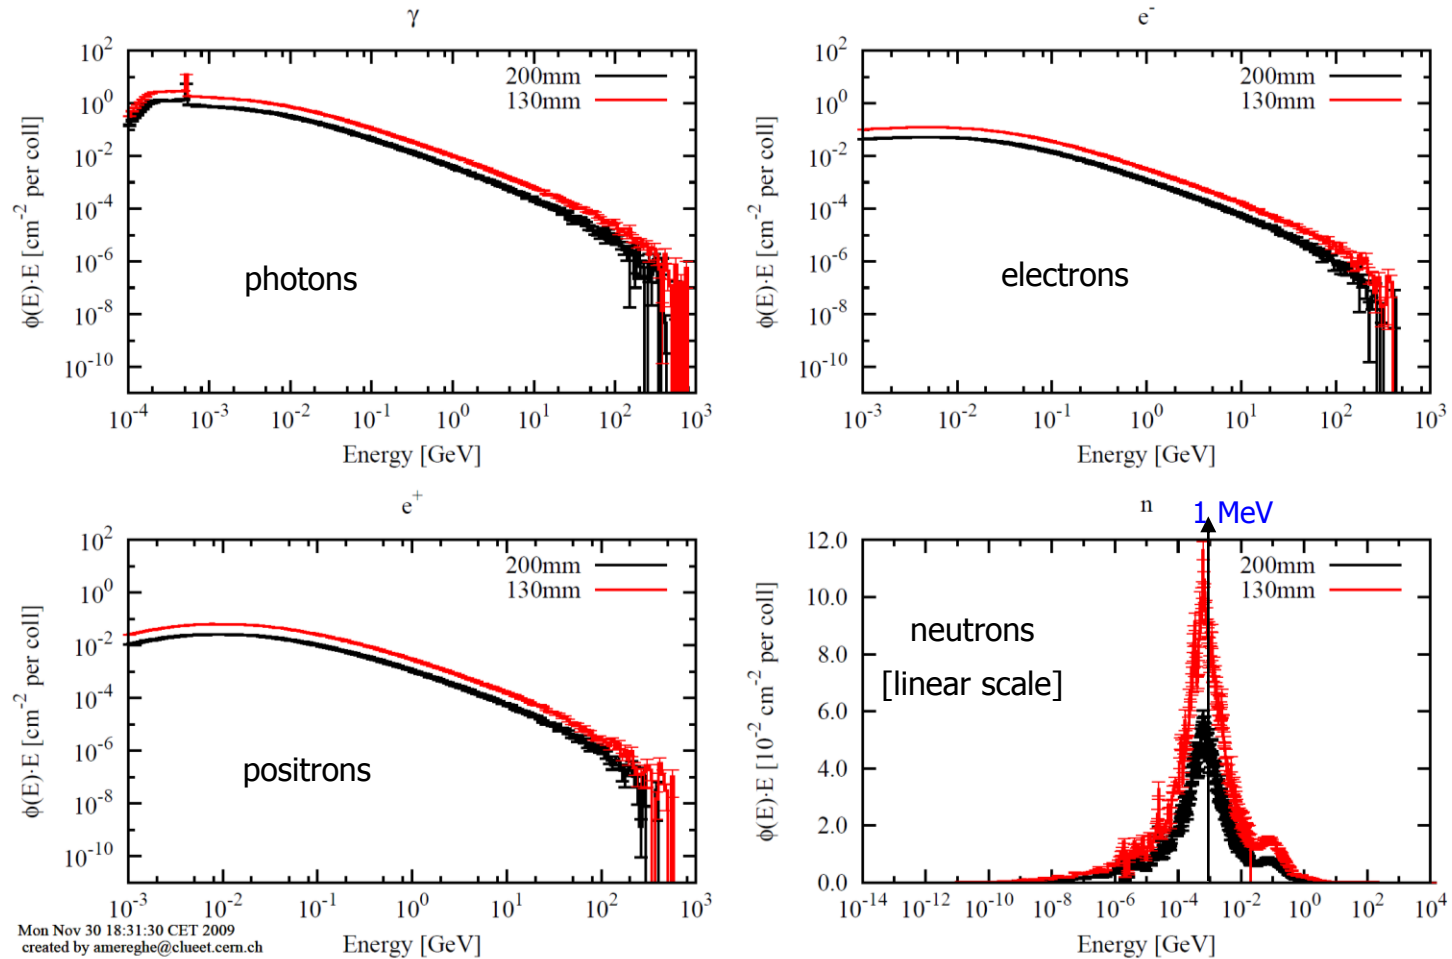 γ
10^2
10^0
10^-2
10^-4
10^-6
10^-8
10^-10
ϕ(E)·E [cm^-2 per coll]
200mm
130mm
photons
10^-4 10^-3 10^-2 10^-1 10^0 10^1 10^2 10^3
Energy [GeV]
e^-
10^2
10^0
10^-2
10^-4
10^-6
10^-8
10^-10
ϕ(E)·E [cm^-2 per coll]
200mm
130mm
electrons
10^-3 10^-2 10^-1 10^0 10^1 10^2 10^3
Energy [GeV]
e^+
10^2
10^0
10^-2
10^-4
10^-6
10^-8
10^-10
ϕ(E)·E [cm^-2 per coll]
200mm
130mm
positrons
10^-3 10^-2 10^-1 10^0 10^1 10^2 10^3
Energy [GeV]
n
1 MeV
12.0
10.0
8.0
6.0
4.0
2.0
0.0
ϕ(E)·E [10^-2 cm^-2 per coll]
200mm
130mm
neutrons
[linear scale]
10^-14 10^-12 10^-10 10^-8 10^-6 10^-4 10^-2 10^0 10^2 10^4
Energy [GeV]
Mon Nov 30 18:31:30 CET 2009
created by amereghe@clueet.cern.ch